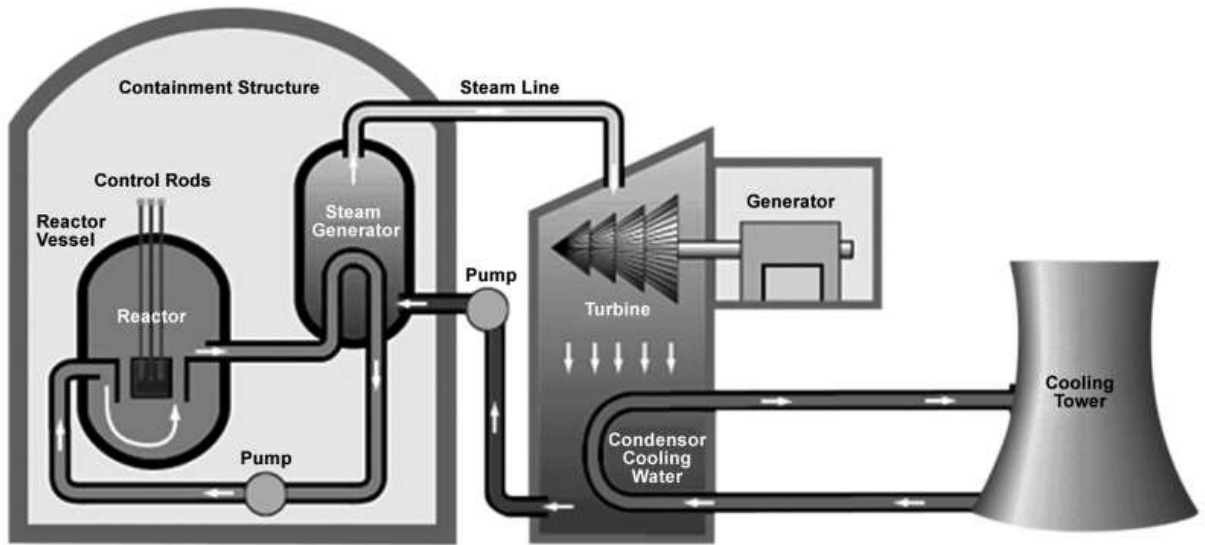 Containment Structure
Steam Line
Control Rods
Reactor
Vessel
Steam
Generator
Generator
Pump
Reactor
Turbine
Cooling
Tower
Condensor
Cooling
Water
Pump